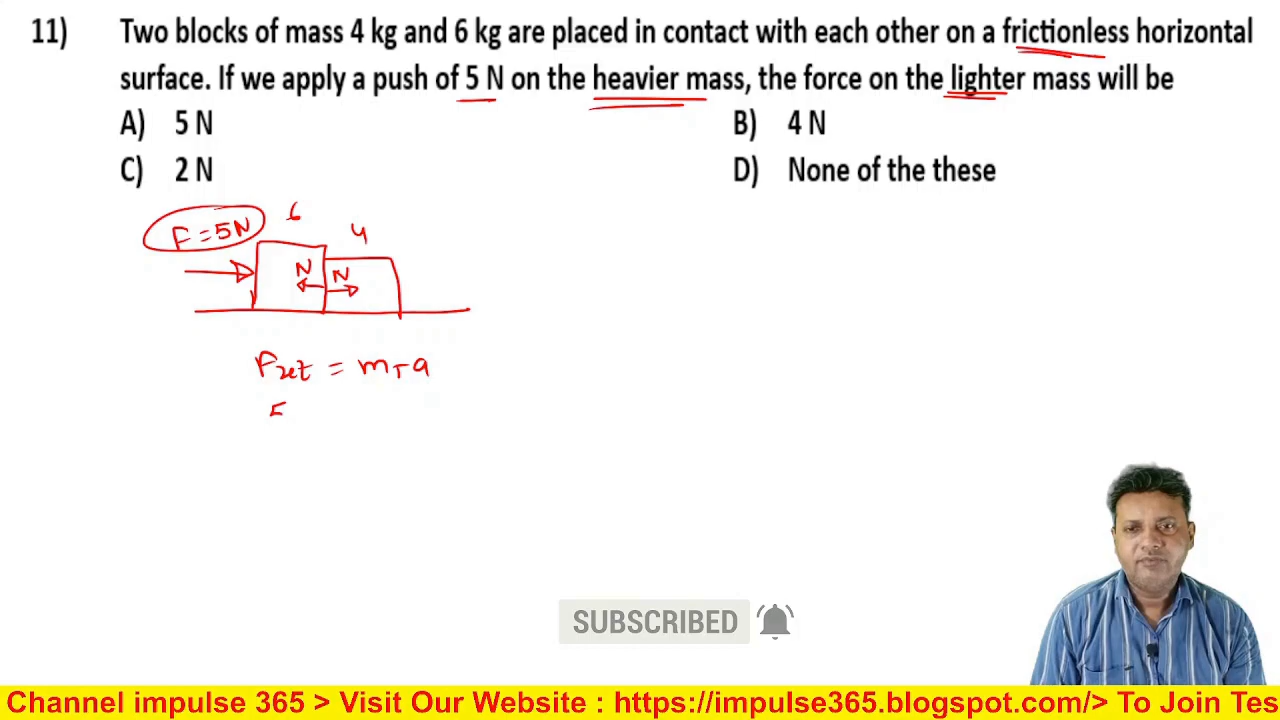 11) Two blocks of mass 4 kg and 6 kg are placed in contact with each other on a frictionless horizontal
surface. If we apply a push of 5 N on the heavier mass, the force on the lighter mass will be
A) 5 N B) 4 N
C) 2 N D) None of the these
F = 5N 6 4
N N
Fnet = mT a
5
SUBSCRIBED
Channel impulse 365 > Visit Our Website : https://impulse365.blogspot.com/> To Join Tes